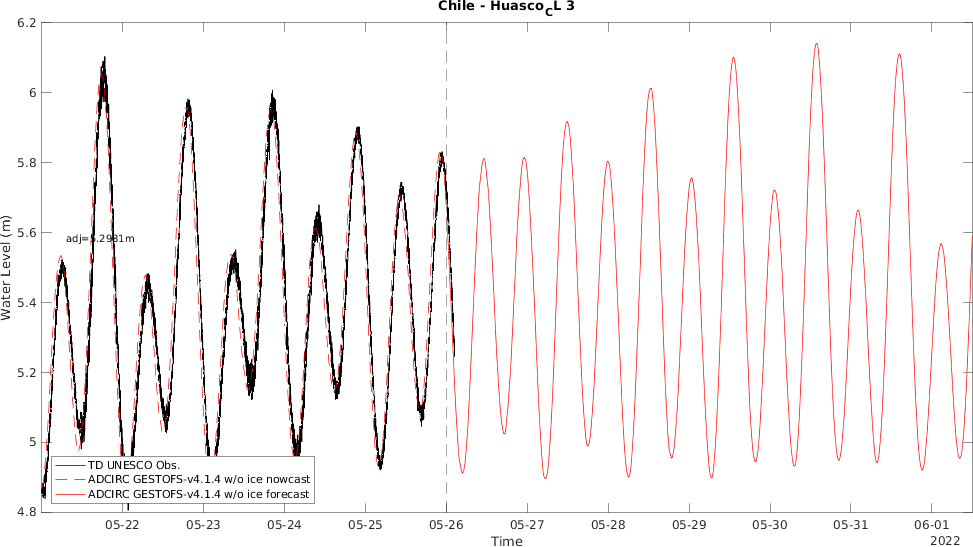 Chile - Huasco_CL 3
6.2
6
5.8
5.6
5.4
5.2
5
4.8
Water Level (m)
adj=5.2981m
TD UNESCO Obs.
ADCIRC GESTOFS-v4.1.4 w/o ice nowcast
ADCIRC GESTOFS-v4.1.4 w/o ice forecast
05-22 05-23 05-24 05-25 05-26 05-27 05-28 05-29 05-30 05-31 06-01
Time 2022